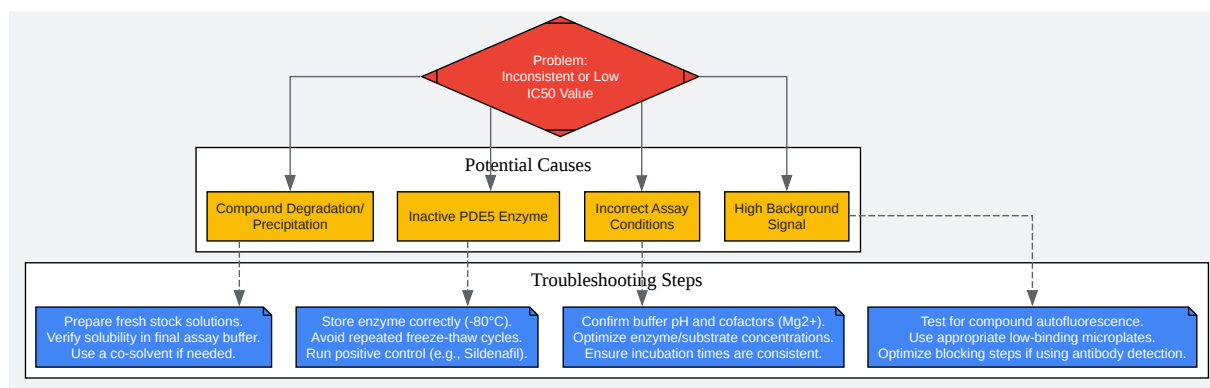 Problem:
Inconsistent or Low
IC50 Value
Potential Causes
Compound Degradation/
Precipitation
Inactive PDE5 Enzyme
Incorrect Assay
Conditions
High Background
Signal
Troubleshooting Steps
Prepare fresh stock solutions.
Verify solubility in final assay buffer.
Use a co-solvent if needed.
Store enzyme correctly (-80°C).
Avoid repeated freeze-thaw cycles.
Run positive control (e.g., Sildenafil).
Confirm buffer pH and cofactors (Mg2+).
Optimize enzyme/substrate concentrations.
Ensure incubation times are consistent.
Test for compound autofluorescence.
Use appropriate low-binding microplates.
Optimize blocking steps if using antibody detection.